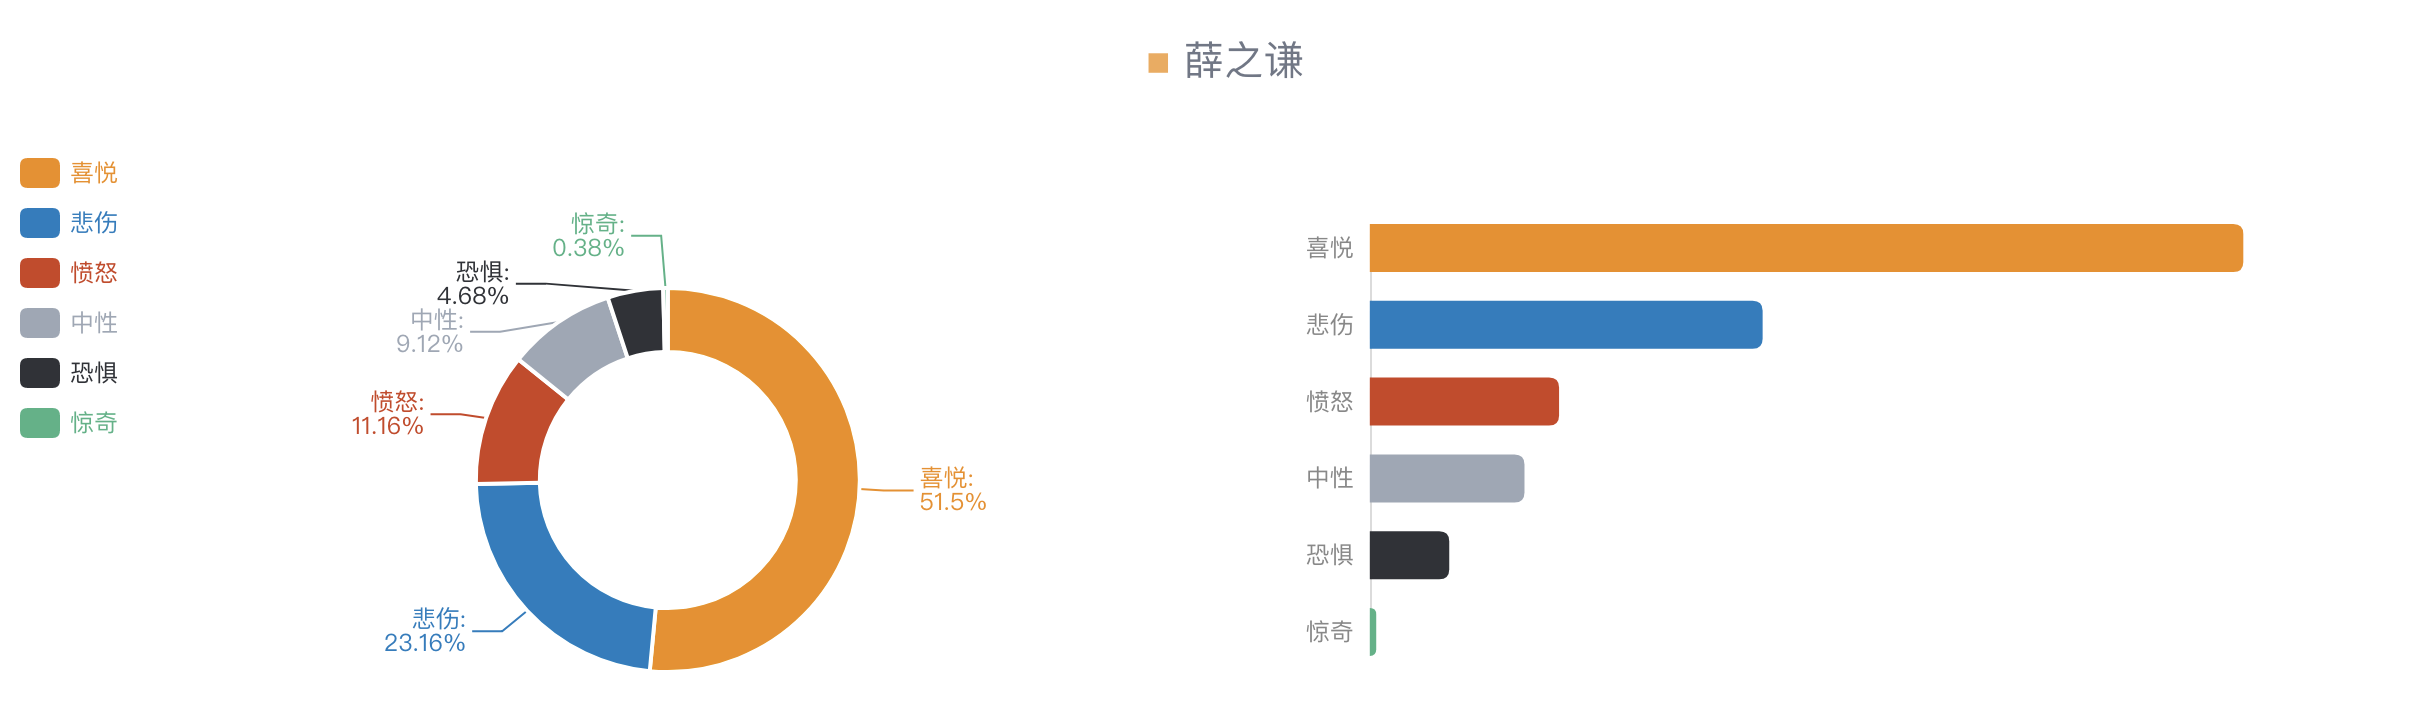 薛之谦
喜悦
悲伤
愤怒
中性
恐惧
惊奇
惊奇:
0.38%
恐惧:
4.68%
中性:
9.12%
愤怒:
11.16%
喜悦:
51.5%
悲伤:
23.16%
喜悦
悲伤
愤怒
中性
恐惧
惊奇